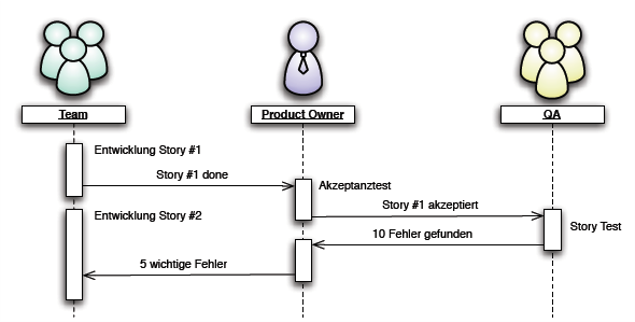 Team
Product Owner
QA
Entwicklung Story #1
Story #1 done
Akzeptanztest
Story #1 akzeptiert
Entwicklung Story #2
Story Test
10 Fehler gefunden
5 wichtige Fehler